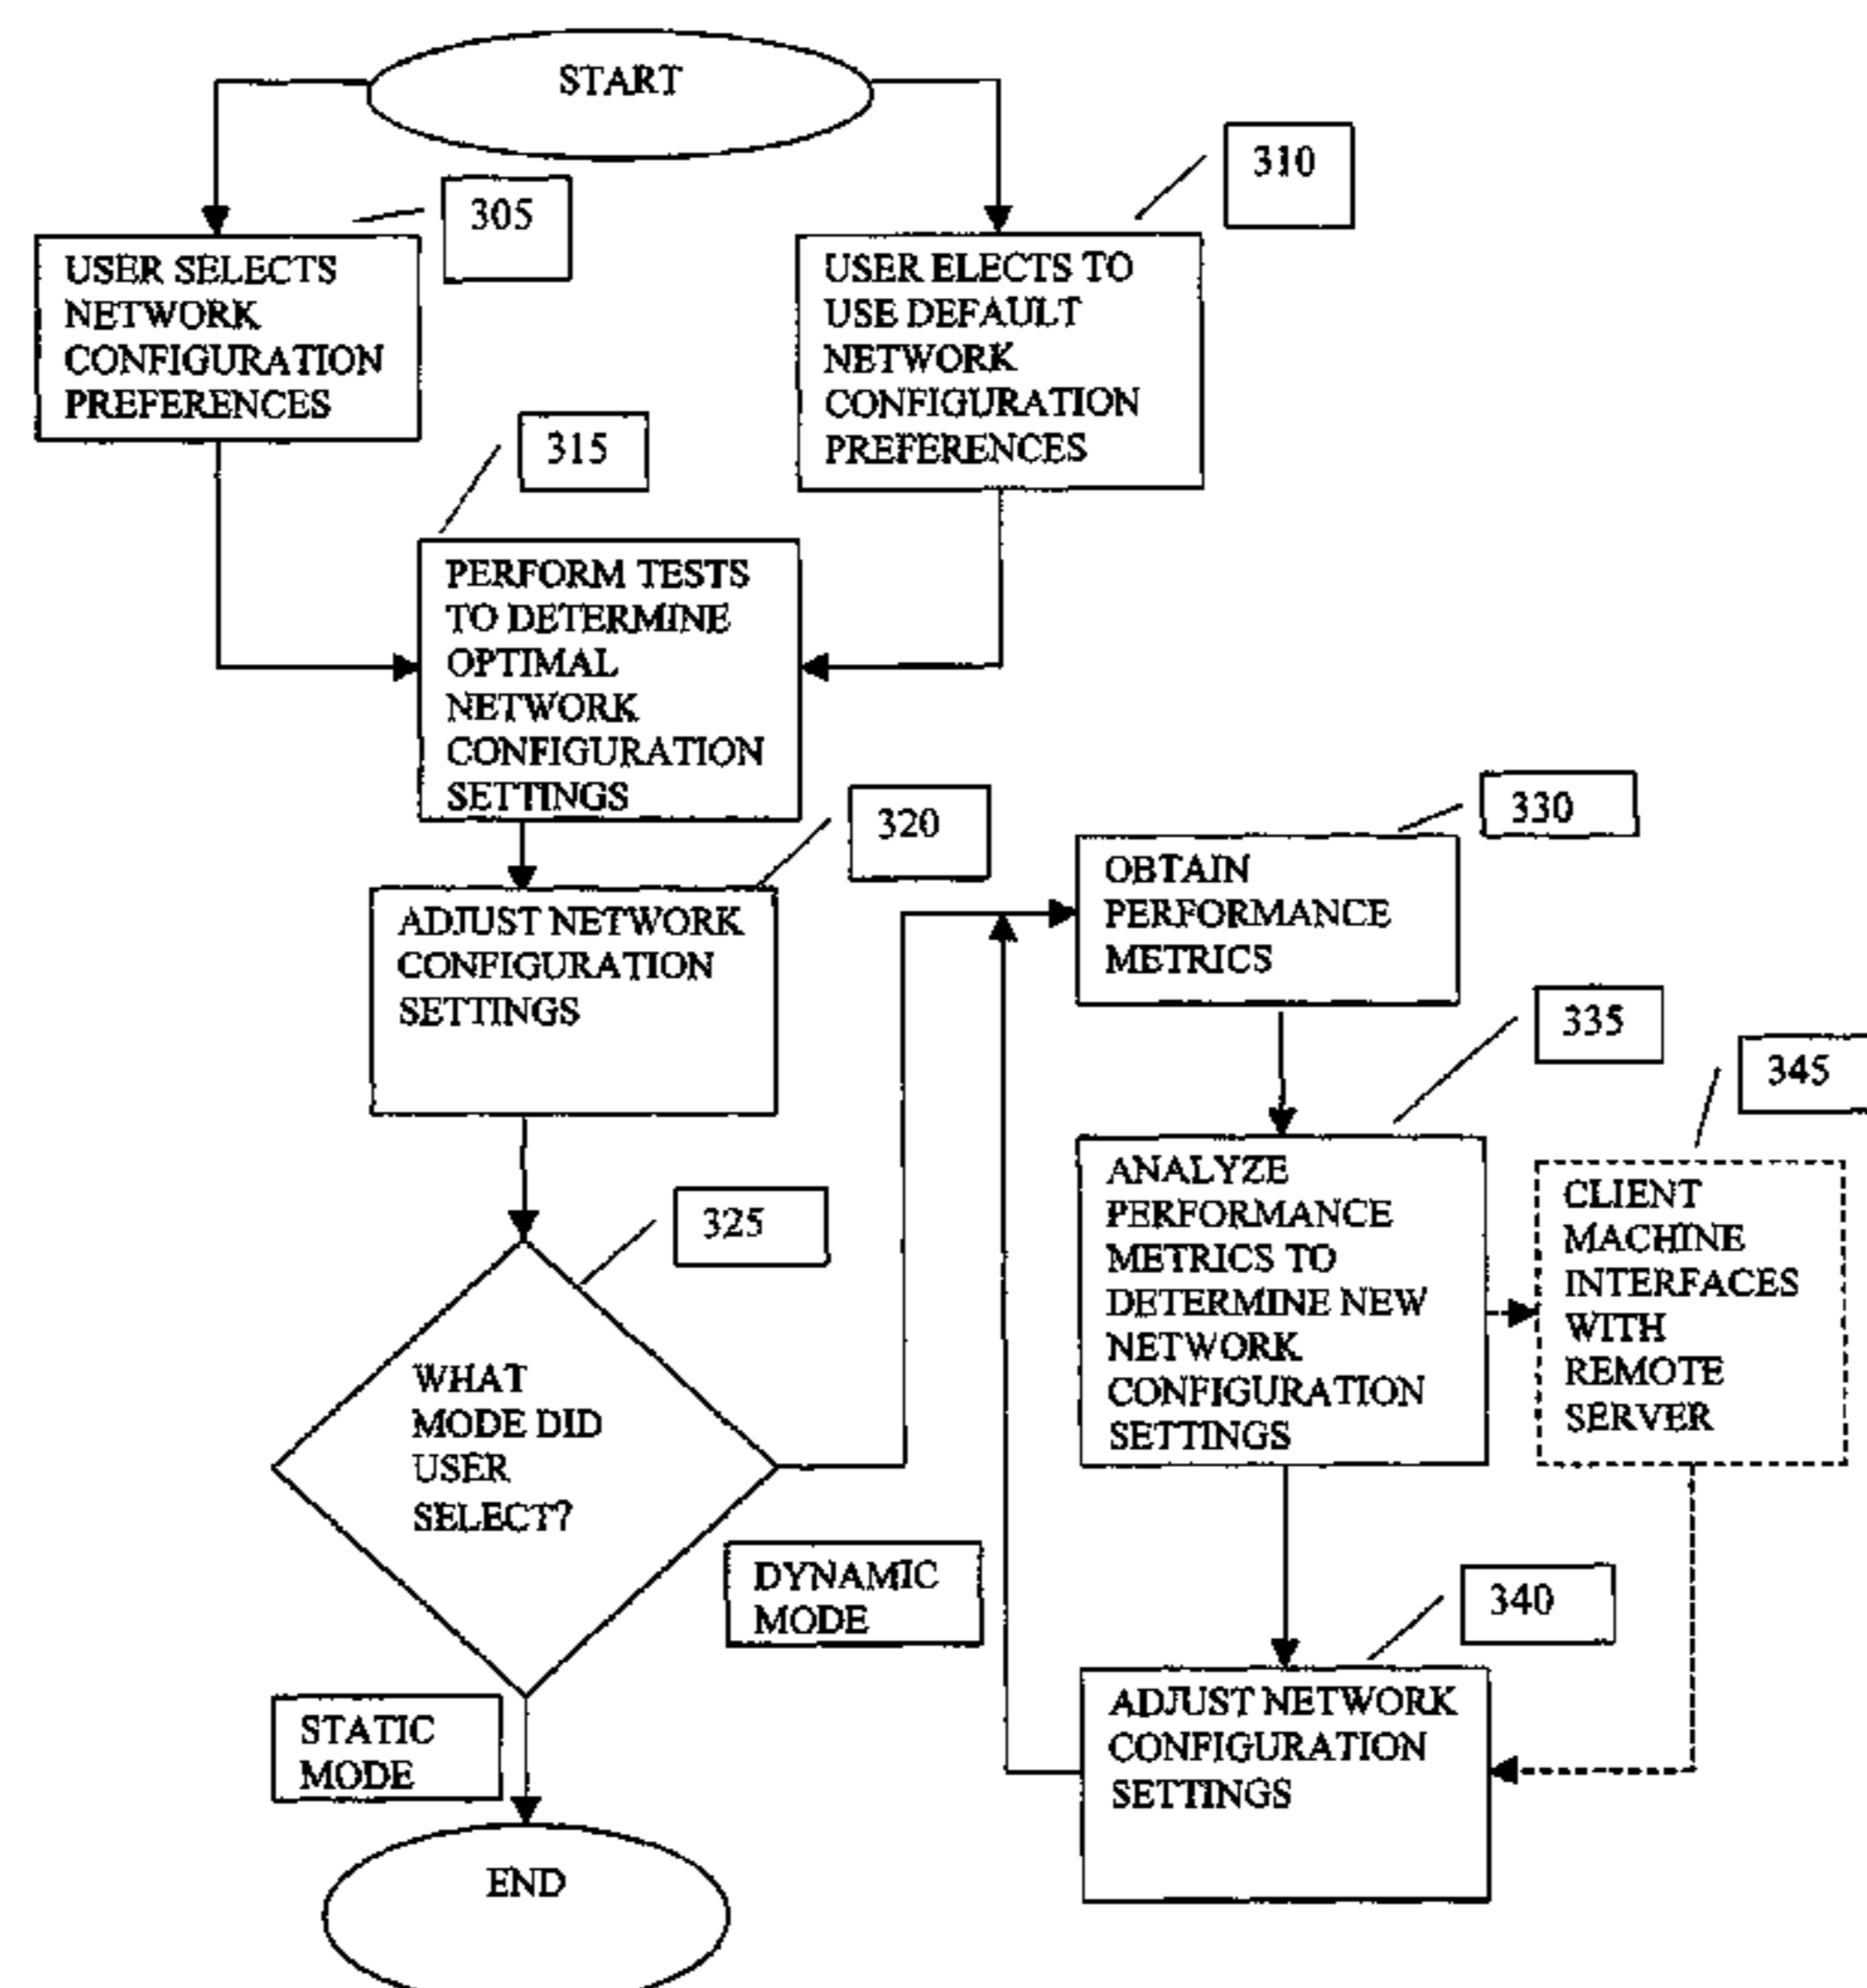 START
305
310
USER SELECTS
NETWORK
CONFIGURATION
PREFERENCES
USER ELECTS TO
USE DEFAULT
NETWORK
CONFIGURATION
PREFERENCES
315
PERFORM TESTS
TO DETERMINE
OPTIMAL
NETWORK
CONFIGURATION
SETTINGS
320
ADJUST NETWORK
CONFIGURATION
SETTINGS
325
WHAT
MODE DID
USER
SELECT?
STATIC
MODE
END
DYNAMIC
MODE
330
OBTAIN
PERFORMANCE
METRICS
335
ANALYZE
PERFORMANCE
METRICS TO
DETERMINE NEW
NETWORK
CONFIGURATION
SETTINGS
345
CLIENT
MACHINE
INTERFACES
WITH
REMOTE
SERVER
340
ADJUST NETWORK
CONFIGURATION
SETTINGS